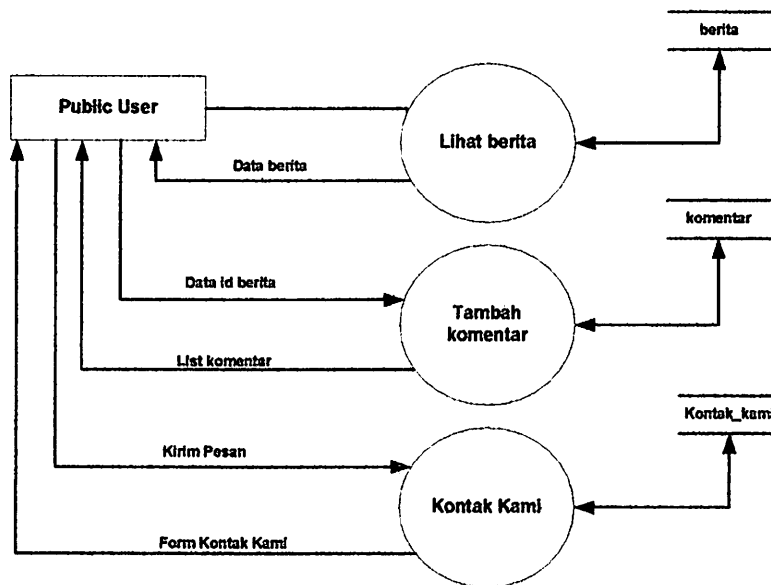 berita
Public User
Lihat berita
Data berita
komentar
Data id berita
Tambah
komentar
List komentar
Kontak_kami
Kirim Pesan
Kontak Kami
Form Kontak Kami